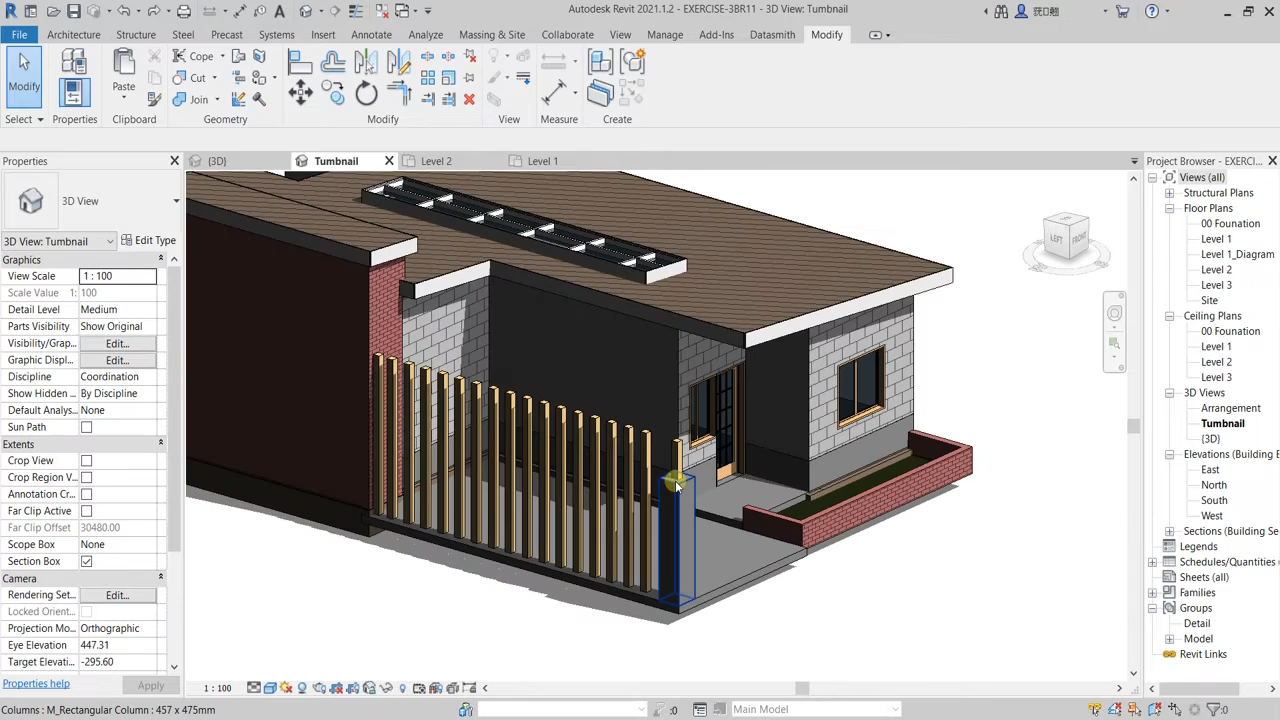 Autodesk Revit 2021.1.2 - EXERCISE-3BR11 - 3D View: Tumbnail
File Architecture Structure Steel Precast Systems Insert Annotate Analyze Massing & Site Collaborate View Manage Add-Ins Datasmith Modify
Modify Properties Paste Cope Cut Join
Select Properties Clipboard Geometry Modify View Measure Create
Properties {3D} Tumbnail Level 2 Level 1 Project Browser - EXERCI...
3D View
3D View: Tumbnail Edit Type
Graphics
View Scale 1 : 100
Scale Value 1: 100
Detail Level Medium
Parts Visibility Show Original
Visibility/Grap... Edit...
Graphic Displ... Edit...
Discipline Coordination
Show Hidden ... By Discipline
Default Analys... None
Sun Path
Extents
Crop View
Crop Region V...
Annotation Cr...
Far Clip Active
Far Clip Offset 30480.00
Scope Box None
Section Box
Camera
Rendering Set... Edit...
Locked Orient...
Projection Mo... Orthographic
Eye Elevation 447.31
Target Elevati... -295.60
Properties help Apply
LEFT FRONT
Views (all)
Structural Plans
Floor Plans
00 Founation
Level 1
Level 1_Diagram
Level 2
Level 3
Site
Ceiling Plans
00 Founation
Level 1
Level 2
Level 3
3D Views
Arrangement
Tumbnail
{3D}
Elevations (Building E
East
North
South
West
Sections (Building Se
Legends
Schedules/Quantities (
Sheets (all)
Families
Groups
Detail
Model
Revit Links
1 : 100
Columns : M_Rectangular Column : 457 x 475mm :0 Main Model :0